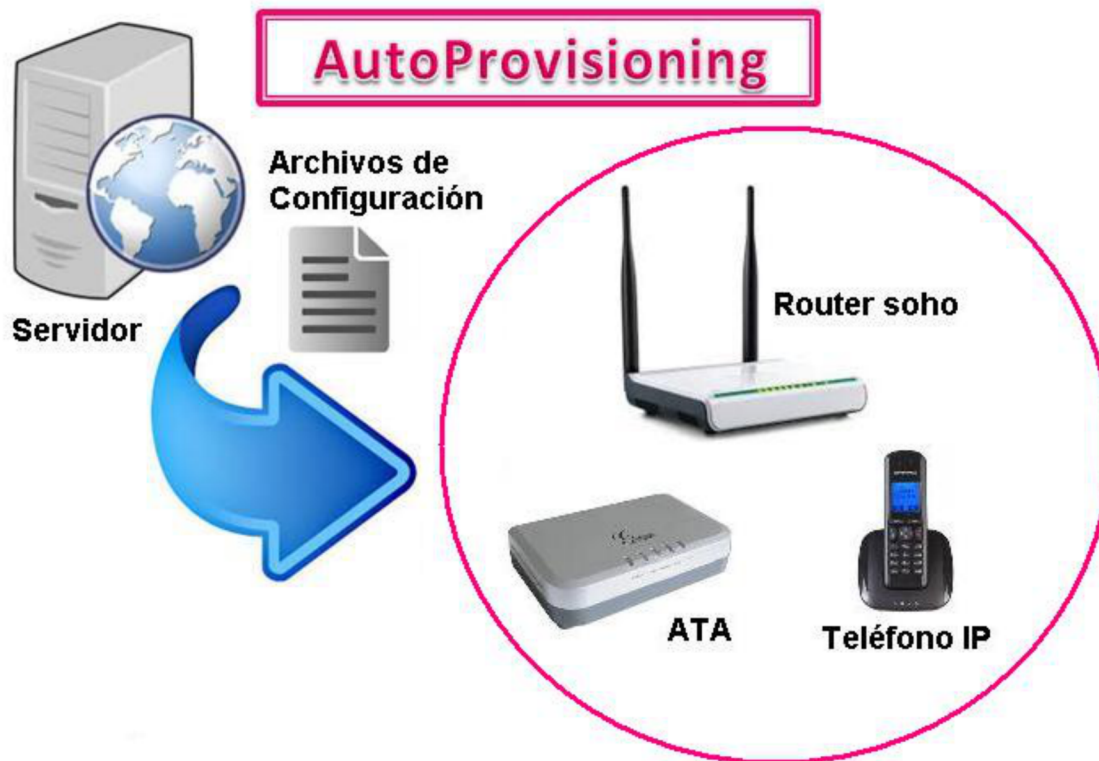 AutoProvisioning
Archivos de
Configuración
Servidor
Router soho
ATA
Teléfono IP